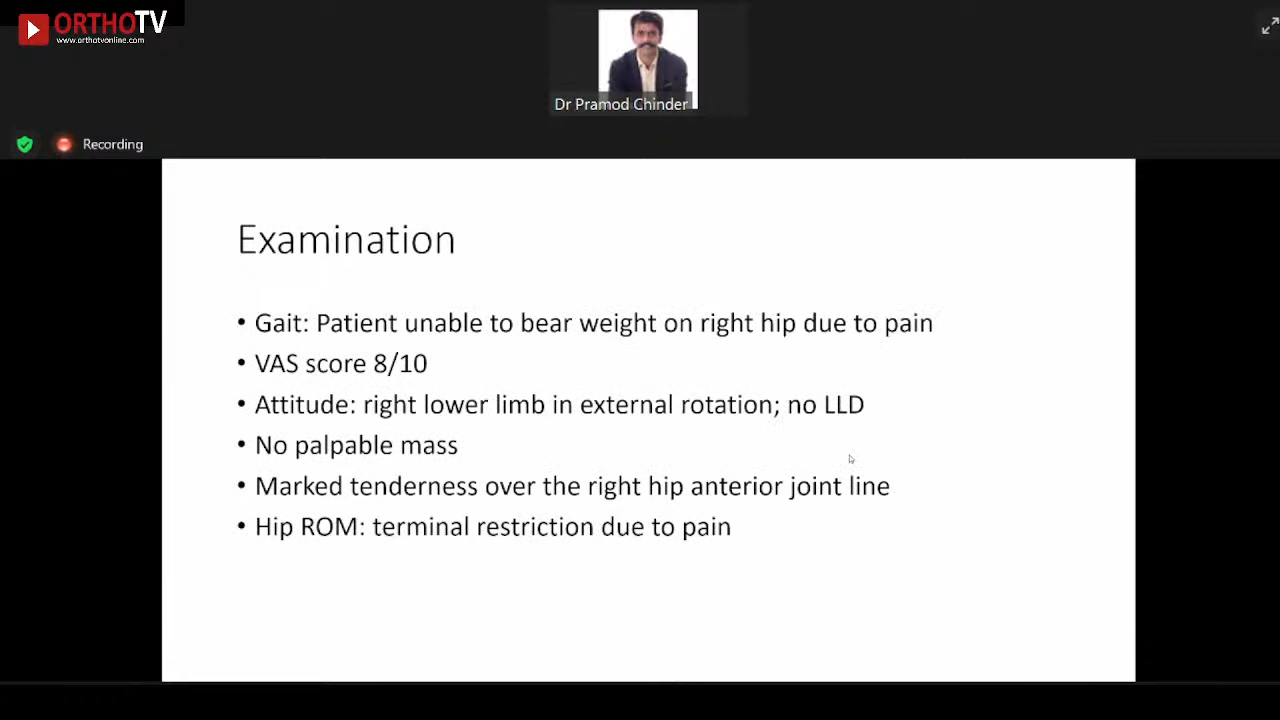 ORTHOTV
www.orthotvonline.com
Dr Pramod Chinder
Recording
Examination
• Gait: Patient unable to bear weight on right hip due to pain
• VAS score 8/10
• Attitude: right lower limb in external rotation; no LLD
• No palpable mass
• Marked tenderness over the right hip anterior joint line
• Hip ROM: terminal restriction due to pain